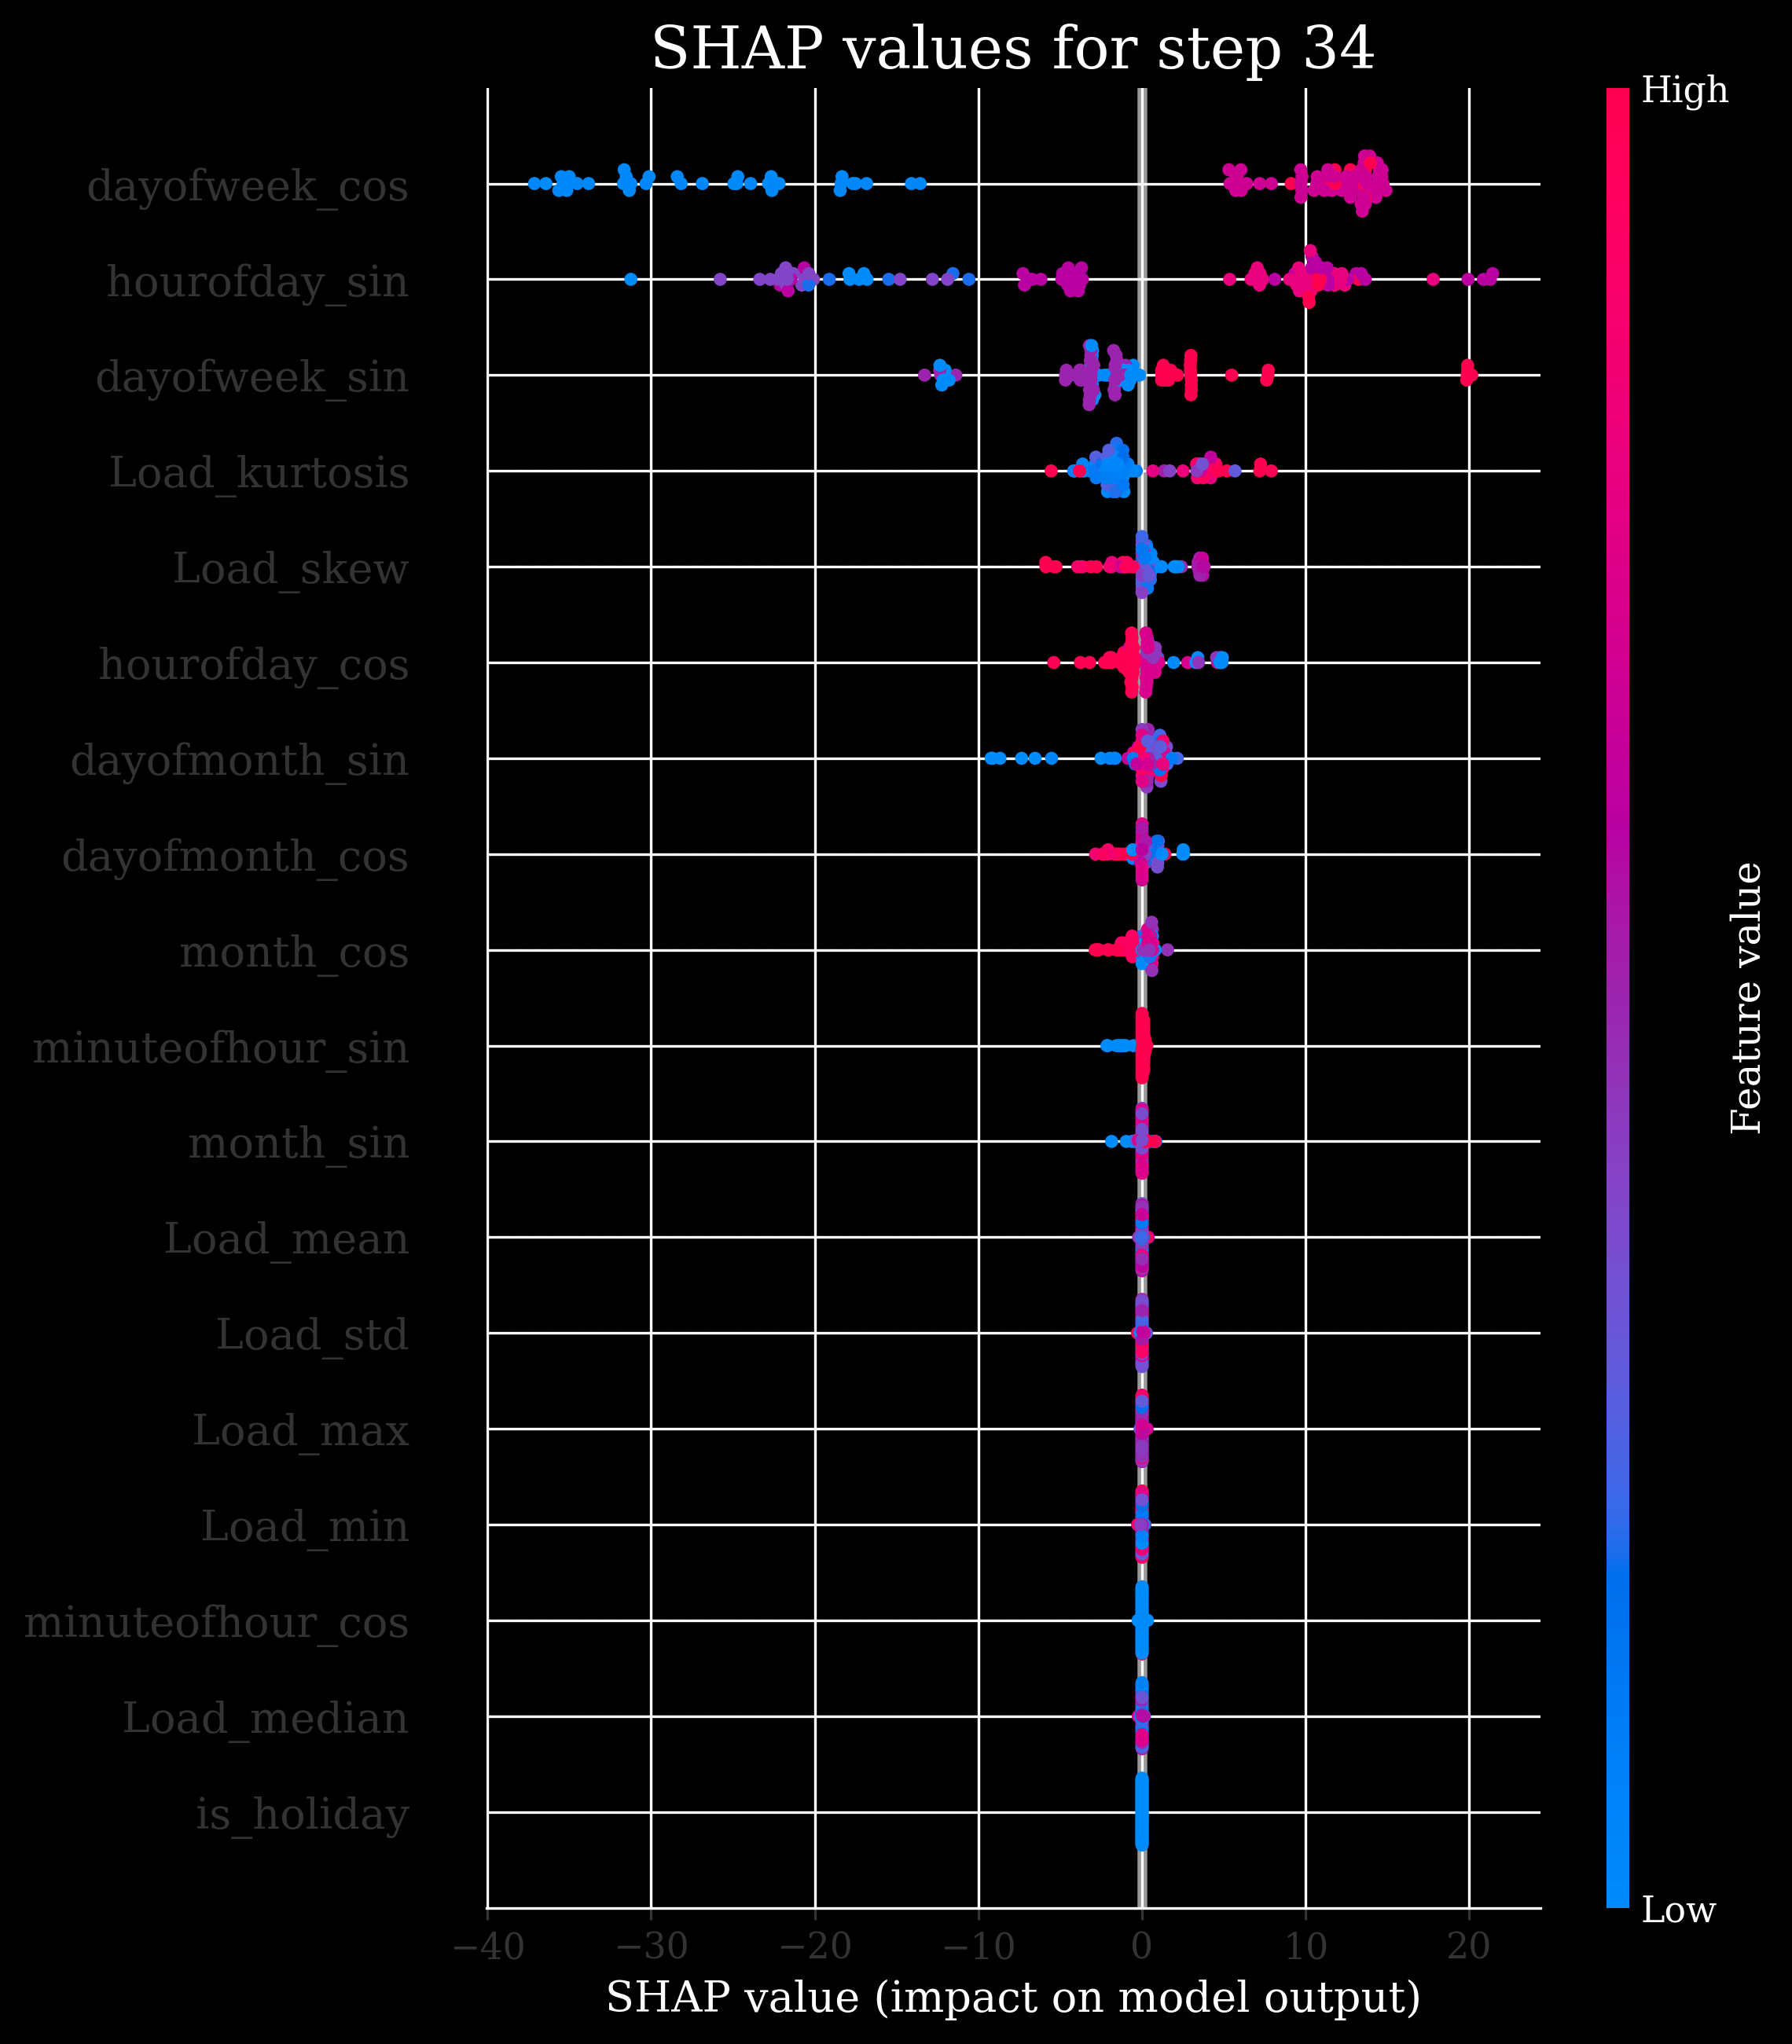 SHAP values for step 34
High
dayofweek_cos
hourofday_sin
dayofweek_sin
Load_kurtosis
Load_skew
hourofday_cos
dayofmonth_sin
dayofmonth_cos
month_cos
minuteofhour_sin
month_sin
Load_mean
Load_std
Load_max
Load_min
minuteofhour_cos
Load_median
is_holiday
Feature value
Low
−40 −30 −20 −10 0 10 20
SHAP value (impact on model output)